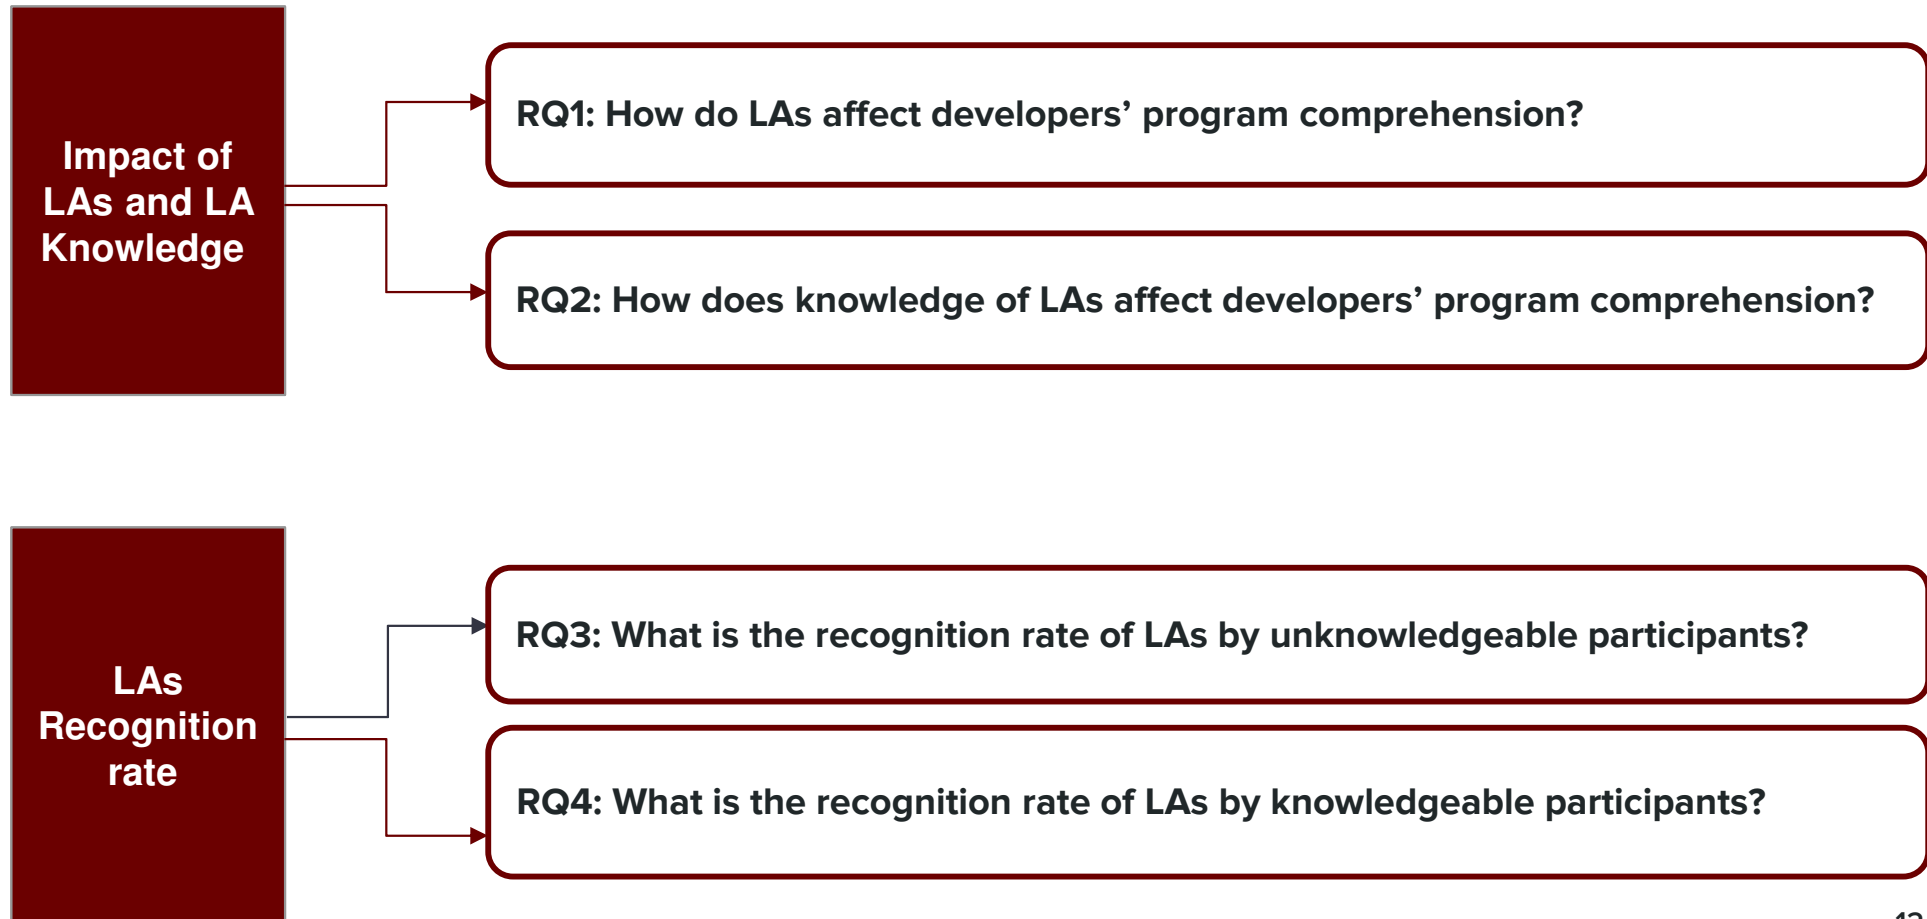 Impact of
LAs and LA
Knowledge
RQ1: How do LAs affect developers’ program comprehension?
RQ2: How does knowledge of LAs affect developers’ program comprehension?
LAs
Recognition
rate
RQ3: What is the recognition rate of LAs by unknowledgeable participants?
RQ4: What is the recognition rate of LAs by knowledgeable participants?